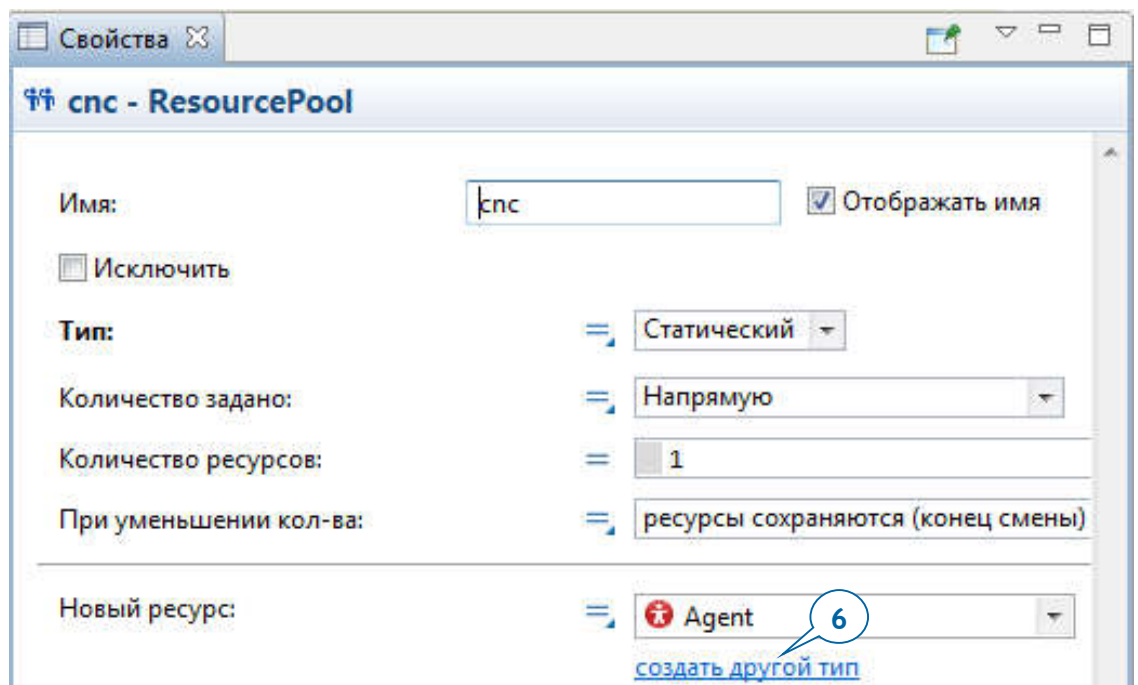 Свойства
cnc - ResourcePool
Имя: cnc Отображать имя
Исключить
Тип: = Статический
Количество задано: = Напрямую
Количество ресурсов: = 1
При уменьшении кол-ва: = ресурсы сохраняются (конец смены)
Новый ресурс: = Agent 6
создать другой тип